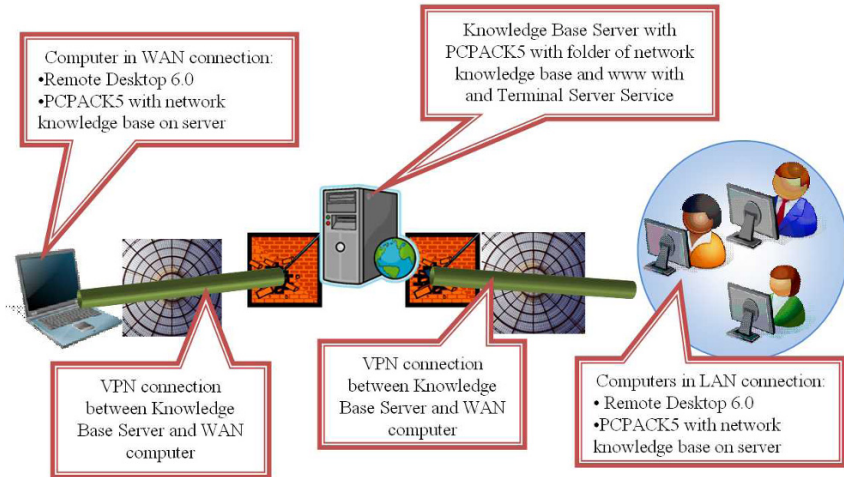 Computer in WAN connection:
•Remote Desktop 6.0
•PCPACK5 with network
knowledge base on server
Knowledge Base Server with
PCPACK5 with folder of network
knowledge base and www with
and Terminal Server Service
VPN connection
between Knowledge
Base Server and WAN
computer
VPN connection
between Knowledge
Base Server and WAN
computer
Computers in LAN connection:
• Remote Desktop 6.0
•PCPACK5 with network
knowledge base on server